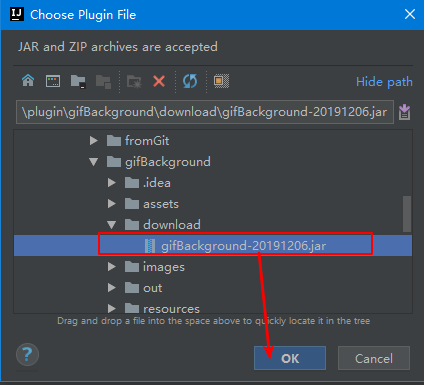 IJ Choose Plugin File
JAR and ZIP archives are accepted
Hide path
\plugin\gifBackground\download\gifBackground-20191206.jar
fromGit
gifBackground
.idea
assets
download
gifBackground-20191206.jar
images
out
resources
Drag and drop a file into the space above to quickly locate it in the tree
? OK Cancel